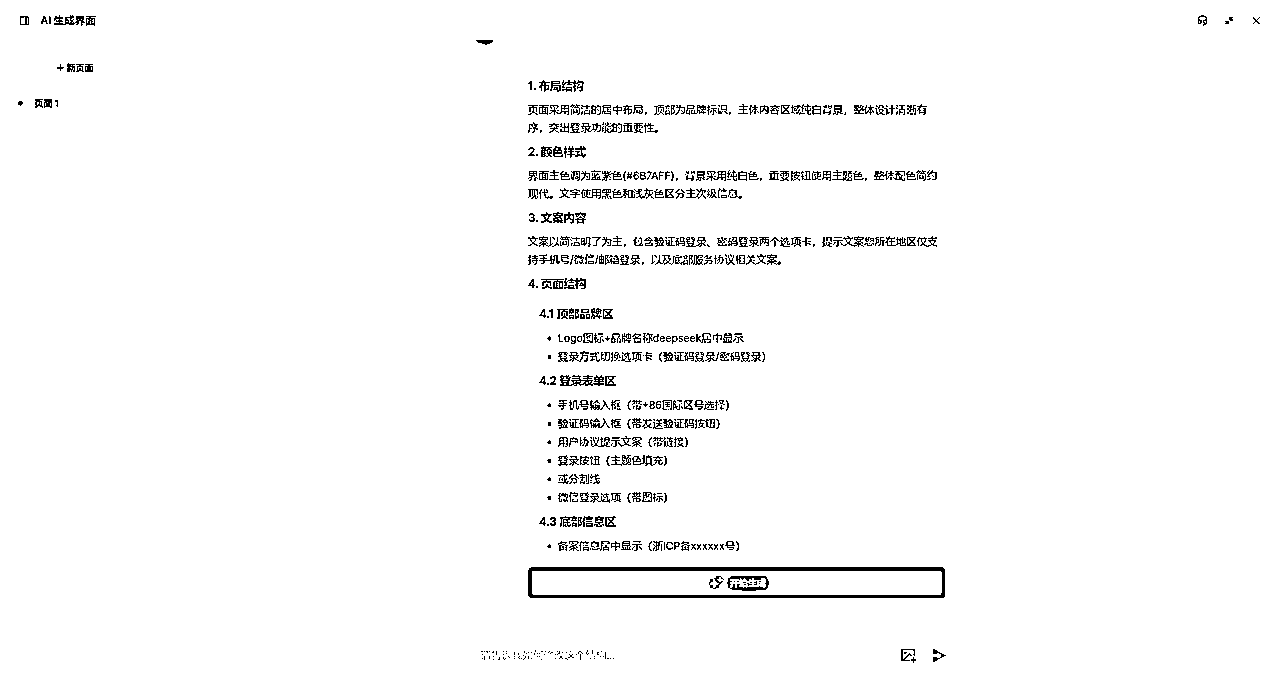 AI 生成界面
+ 新页面
页面 1
1. 布局结构
页面采用简洁的居中布局，顶部为品牌标识，主体内容区域纯白背景，整体设计清晰有
序，突出登录功能的重要性。
2. 颜色样式
界面主色调为蓝紫色(#6B7AFF)，背景采用纯白色，重要按钮使用主题色，整体配色简约
现代。文字使用黑色和浅灰色区分主次级信息。
3. 文案内容
文案以简洁明了为主，包含验证码登录、密码登录两个选项卡，提示文案您所在地区仅支
持手机号/微信/邮箱登录，以及底部服务协议相关文案。
4. 页面结构
4.1 顶部品牌区
• Logo图标+品牌名称deepseek居中显示
• 登录方式切换选项卡（验证码登录/密码登录）
4.2 登录表单区
• 手机号输入框（带+86国际区号选择）
• 验证码输入框（带发送验证码按钮）
• 用户协议提示文案（带链接）
• 登录按钮（主题色填充）
• 或分割线
• 微信登录选项（带图标）
4.3 底部信息区
• 备案信息居中显示（浙ICP备xxxxxx号）
开始生成